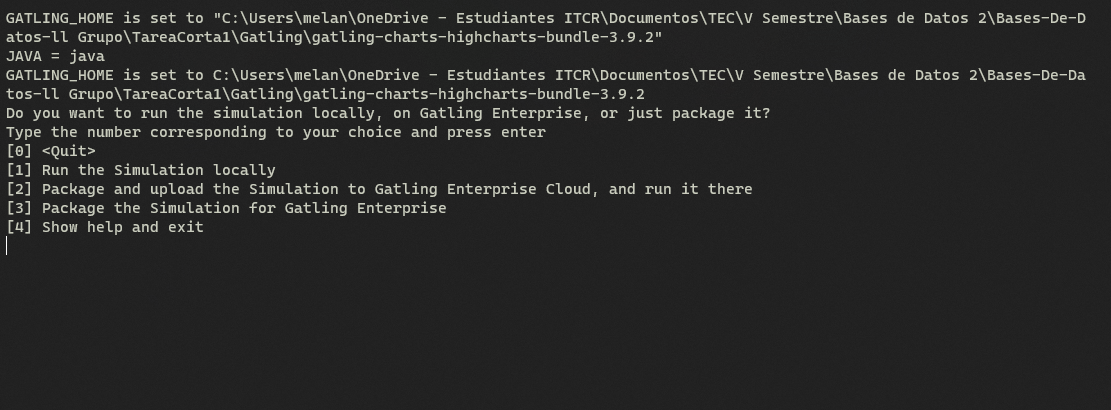 GATLING_HOME is set to "C:\Users\melan\OneDrive - Estudiantes ITCR\Documentos\TEC\V Semestre\Bases de Datos 2\Bases-De-D
atos-ll Grupo\TareaCorta1\Gatling\gatling-charts-highcharts-bundle-3.9.2"
JAVA = java
GATLING_HOME is set to C:\Users\melan\OneDrive - Estudiantes ITCR\Documentos\TEC\V Semestre\Bases de Datos 2\Bases-De-Da
tos-ll Grupo\TareaCorta1\Gatling\gatling-charts-highcharts-bundle-3.9.2
Do you want to run the simulation locally, on Gatling Enterprise, or just package it?
Type the number corresponding to your choice and press enter
[0] <Quit>
[1] Run the Simulation locally
[2] Package and upload the Simulation to Gatling Enterprise Cloud, and run it there
[3] Package the Simulation for Gatling Enterprise
[4] Show help and exit